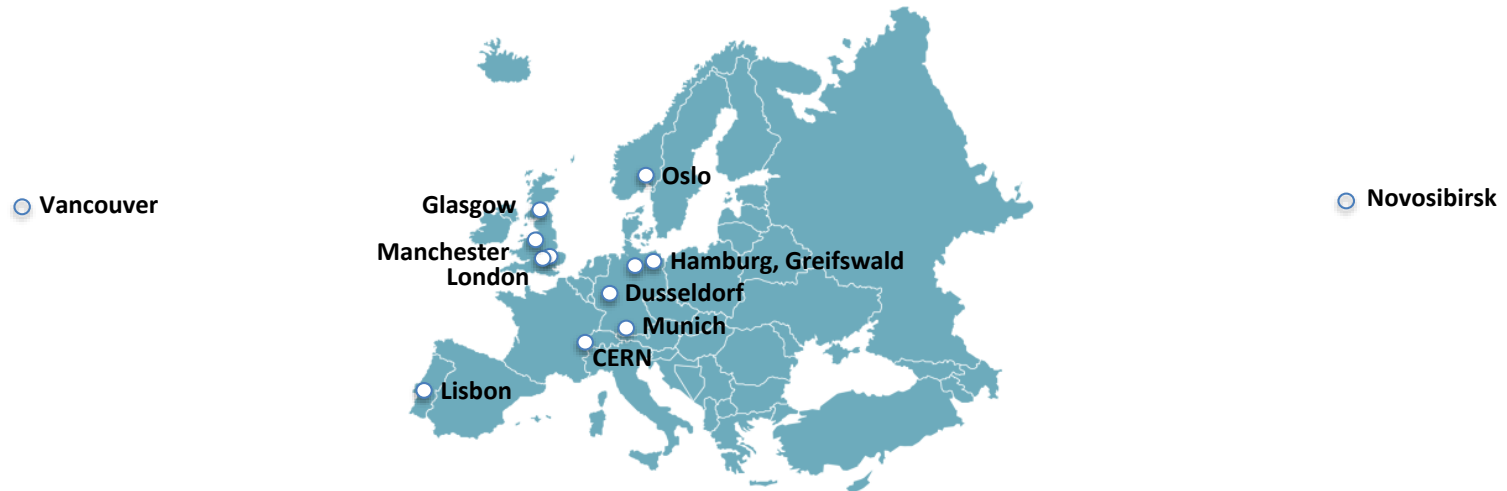 Oslo
Vancouver
Glasgow
Novosibirsk
Manchester
London
Hamburg, Greifswald
Dusseldorf
Munich
CERN
Lisbon